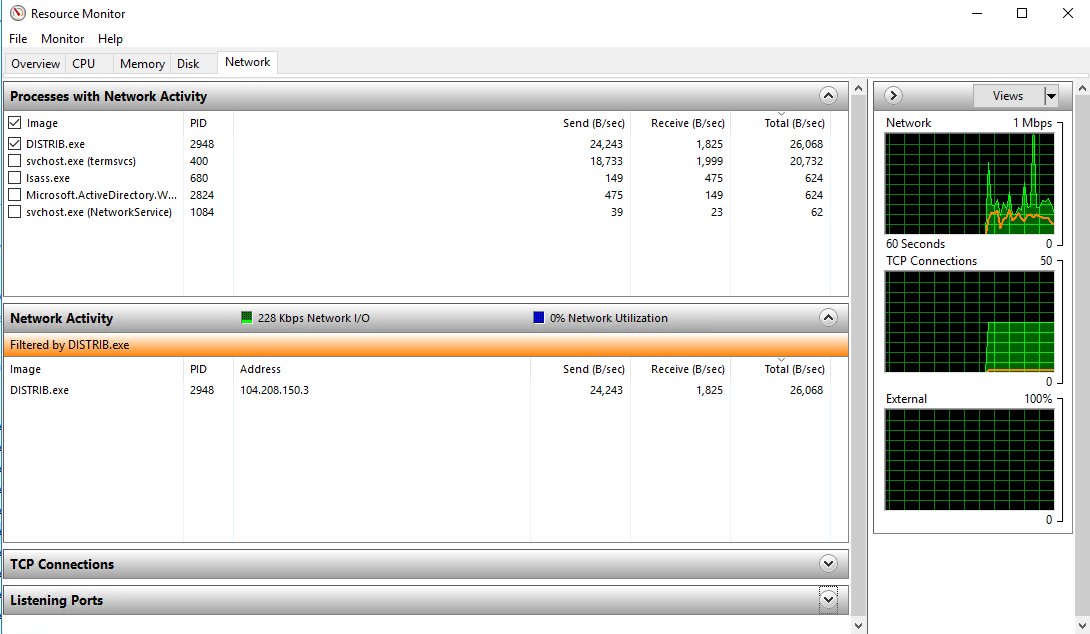 Resource Monitor
File Monitor Help
Overview CPU Memory Disk Network
Processes with Network Activity
Image PID Send (B/sec) Receive (B/sec) Total (B/sec)
DISTRIB.exe 2948 24,243 1,825 26,068
svchost.exe (termsvcs) 400 18,733 1,999 20,732
lsass.exe 680 149 475 624
Microsoft.ActiveDirectory.W... 2824 475 149 624
svchost.exe (NetworkService) 1084 39 23 62
Network Activity 228 Kbps Network I/O 0% Network Utilization
Filtered by DISTRIB.exe
Image PID Address Send (B/sec) Receive (B/sec) Total (B/sec)
DISTRIB.exe 2948 104.208.150.3 24,243 1,825 26,068
TCP Connections
Listening Ports
Views
Network 1 Mbps
60 Seconds 0
TCP Connections 50
0
External 100%
0